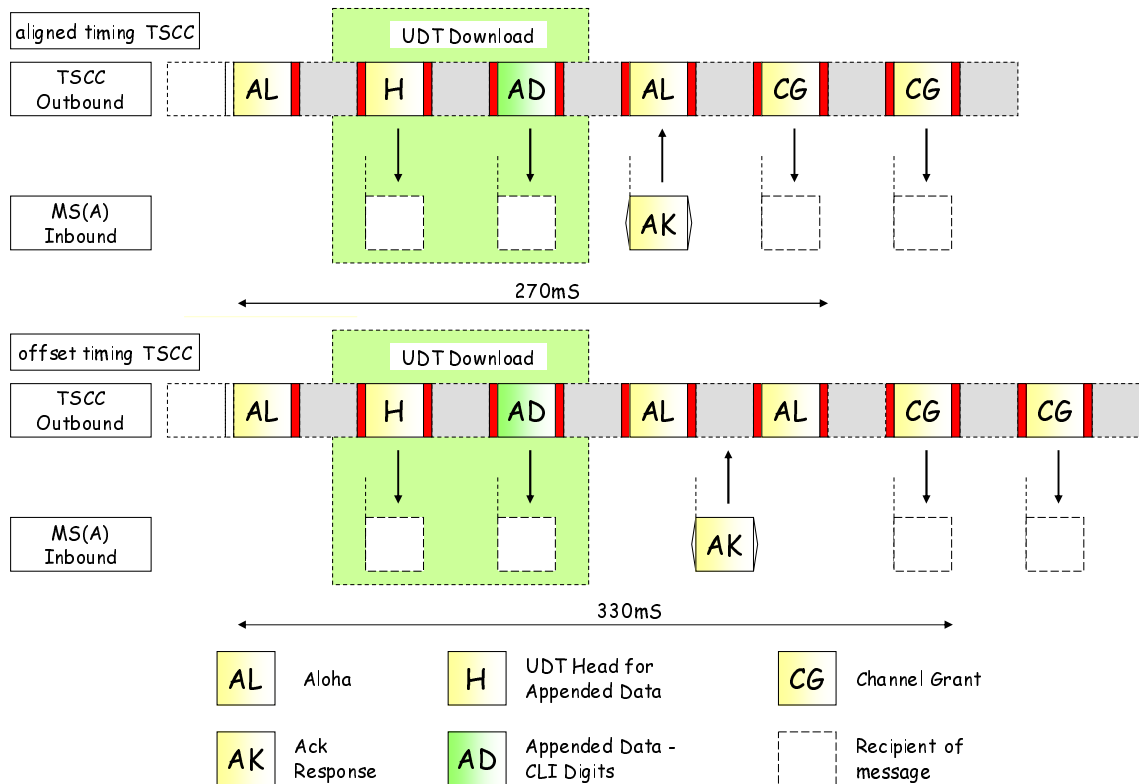 aligned timing TSCC
UDT Download
TSCC
Outbound
AL
H
AD
AL
CG
CG
MS(A)
Inbound
AK
270mS
offset timing TSCC
UDT Download
TSCC
Outbound
AL
H
AD
AL
AL
CG
CG
MS(A)
Inbound
AK
330mS
AL
Aloha
H
UDT Head for
Appended Data
CG
Channel Grant
AK
Ack
Response
AD
Appended Data -
CLI Digits
Recipient of
message